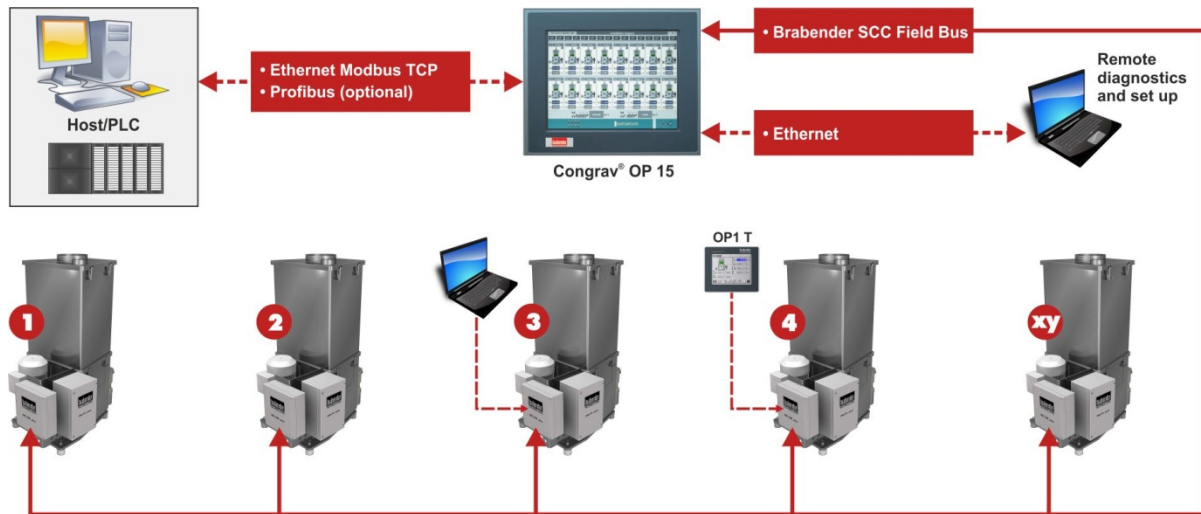 • Ethernet Modbus TCP
• Profibus (optional)
Host/PLC
Congrav® OP 15
• Brabender SCC Field Bus
• Ethernet
Remote
diagnostics
and set up
OP1 T
1
2
3
4
xy